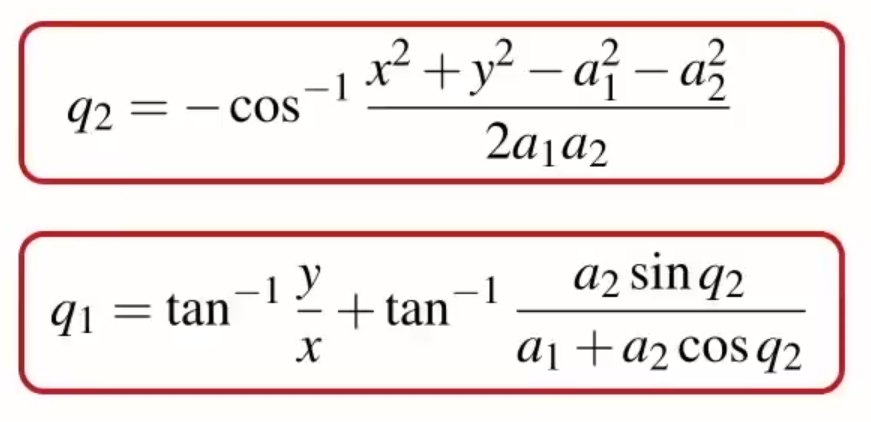 q₂ = − cos⁻¹ (x² + y² − a₁² − a₂²) / (2a₁a₂)
q₁ = tan⁻¹ y/x + tan⁻¹ (a₂ sin q₂) / (a₁ + a₂ cos q₂)